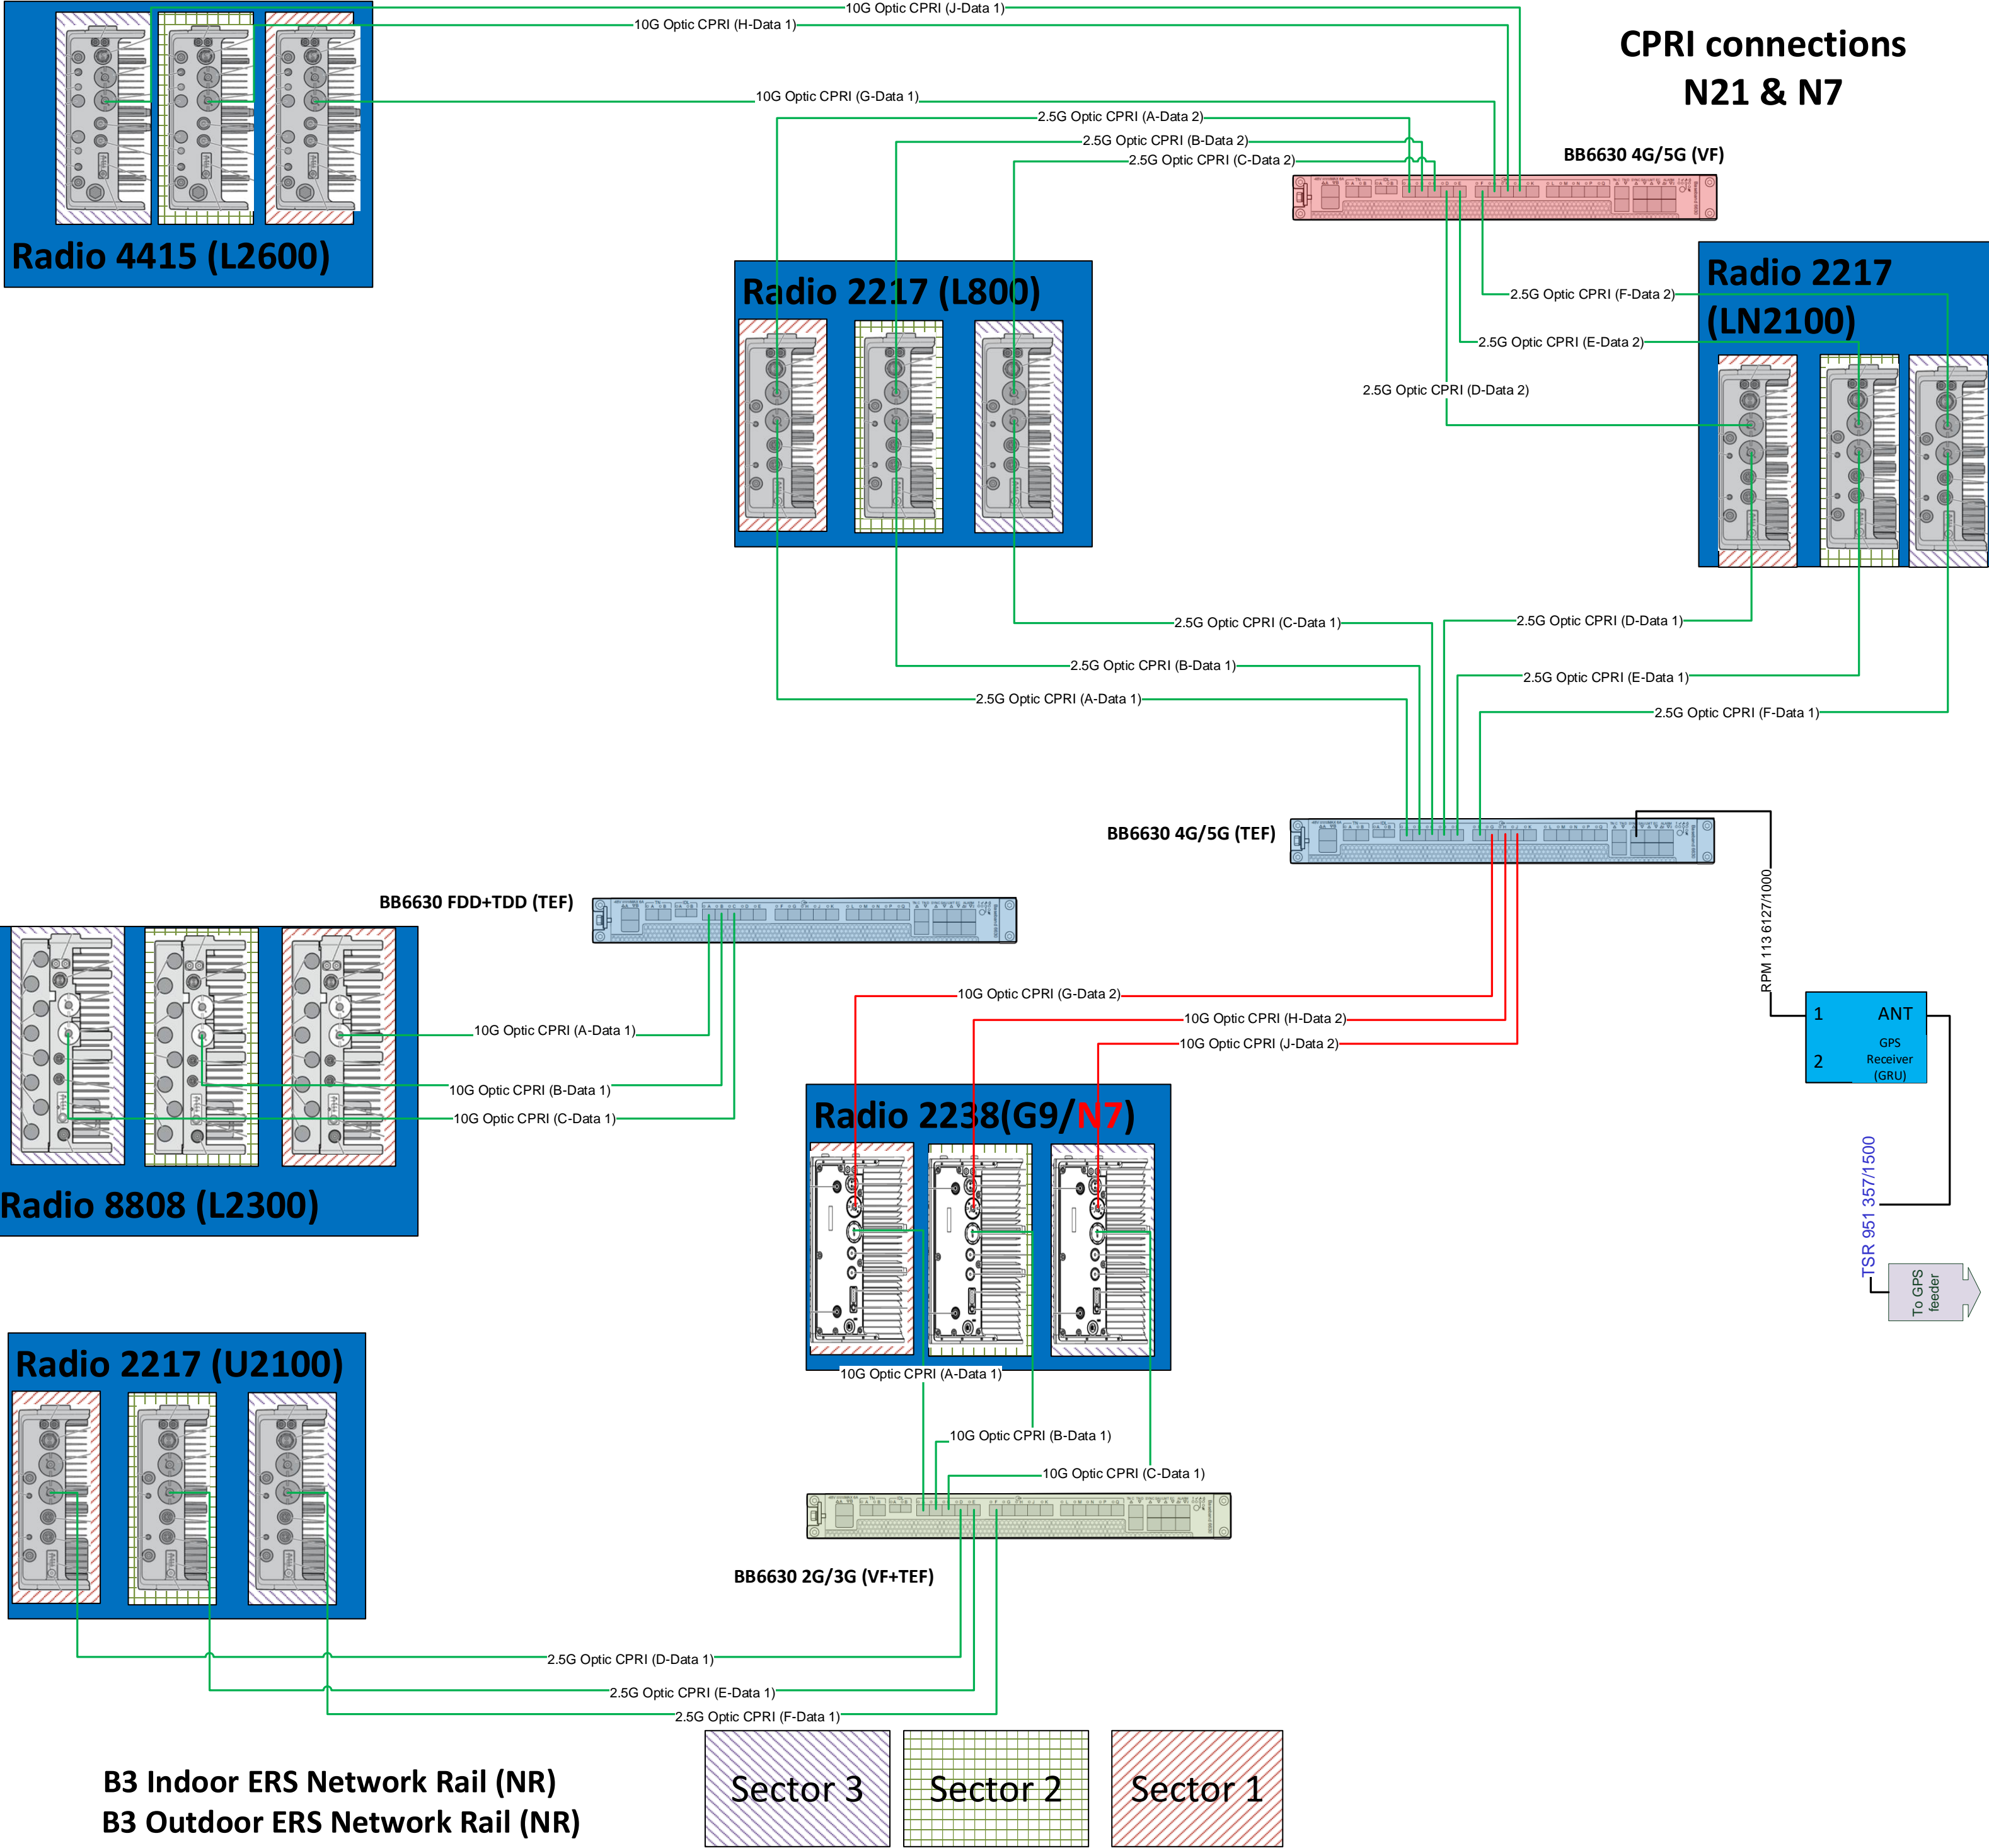 10G Optic CPRI (J-Data 1)
10G Optic CPRI (H-Data 1)
CPRI connections
N21 & N7
10G Optic CPRI (G-Data 1)
2.5G Optic CPRI (A-Data 2)
2.5G Optic CPRI (B-Data 2)
2.5G Optic CPRI (C-Data 2)
BB6630 4G/5G (VF)
Radio 4415 (L2600)
Radio 2217 (L800)
Radio 2217
(LN2100)
2.5G Optic CPRI (F-Data 2)
2.5G Optic CPRI (E-Data 2)
2.5G Optic CPRI (D-Data 2)
2.5G Optic CPRI (C-Data 1)
2.5G Optic CPRI (D-Data 1)
2.5G Optic CPRI (B-Data 1)
2.5G Optic CPRI (E-Data 1)
2.5G Optic CPRI (A-Data 1)
2.5G Optic CPRI (F-Data 1)
BB6630 4G/5G (TEF)
BB6630 FDD+TDD (TEF)
RPM 113 6127/1000
10G Optic CPRI (G-Data 2)
10G Optic CPRI (H-Data 2)
10G Optic CPRI (J-Data 2)
1 ANT
2
GPS
Receiver
(GRU)
10G Optic CPRI (A-Data 1)
10G Optic CPRI (B-Data 1)
10G Optic CPRI (C-Data 1)
Radio 2238(G9/N7)
Radio 8808 (L2300)
TSR 951 357/1500
To GPS
feeder
Radio 2217 (U2100)
10G Optic CPRI (A-Data 1)
10G Optic CPRI (B-Data 1)
10G Optic CPRI (C-Data 1)
BB6630 2G/3G (VF+TEF)
2.5G Optic CPRI (D-Data 1)
2.5G Optic CPRI (E-Data 1)
2.5G Optic CPRI (F-Data 1)
Sector 3
Sector 2
Sector 1
B3 Indoor ERS Network Rail (NR)
B3 Outdoor ERS Network Rail (NR)